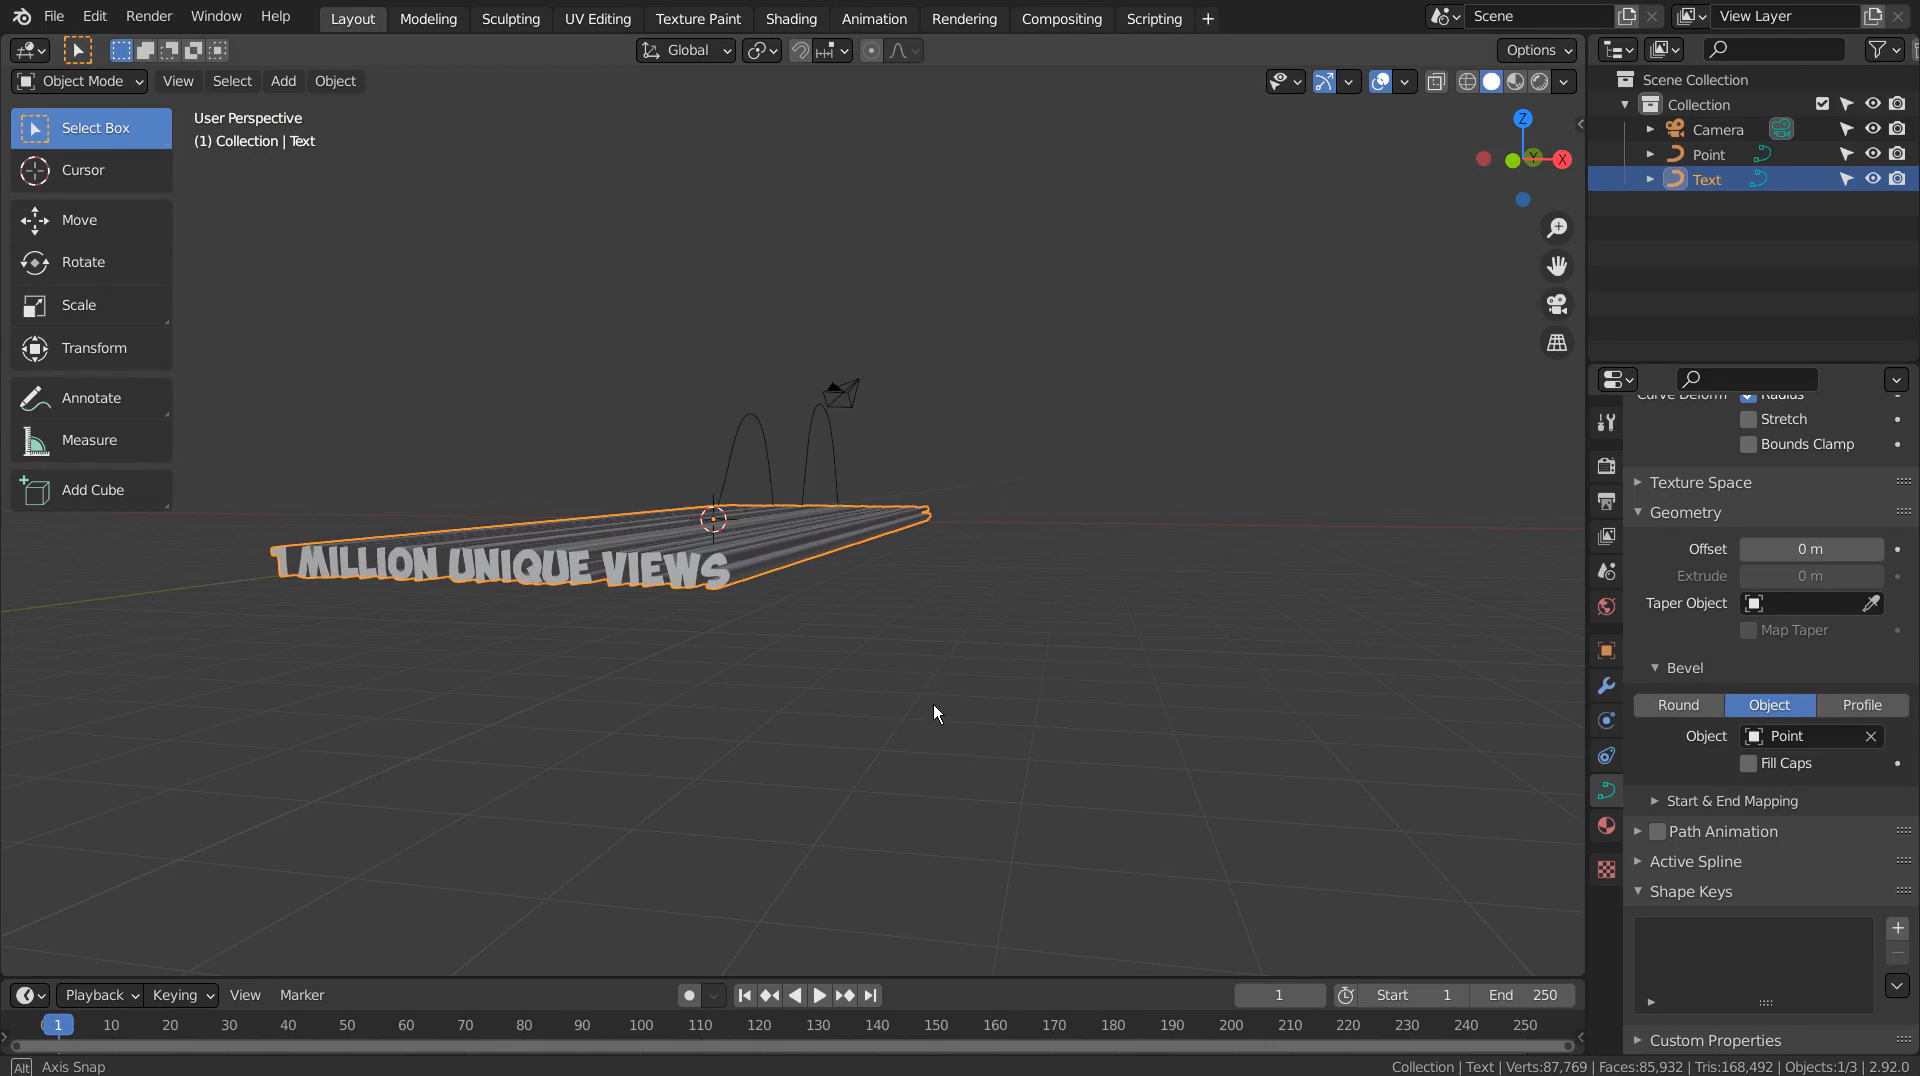 File Edit Render Window Help Layout Modeling Sculpting UV Editing Texture Paint Shading Animation Rendering Compositing Scripting + Scene View Layer
Global Options
Object Mode View Select Add Object
Scene Collection
Collection
Camera
Point
Text
User Perspective
(1) Collection | Text
Select Box
Cursor
Move
Rotate
Scale
Transform
Annotate
Measure
Add Cube
Z
Y
X
1 MILLION UNIQUE VIEWS
Curve Deform Radius
Stretch
Bounds Clamp
Texture Space
Geometry
Offset 0 m
Extrude 0 m
Taper Object
Map Taper
Bevel
Round Object Profile
Object Point
Fill Caps
Start & End Mapping
Path Animation
Active Spline
Shape Keys
Custom Properties
Playback Keying View Marker 1 Start 1 End 250
1 10 20 30 40 50 60 70 80 90 100 110 120 130 140 150 160 170 180 190 200 210 220 230 240 250
Alt Axis Snap Collection | Text | Verts:87,769 | Faces:85,932 | Tris:168,492 | Objects:1/3 | 2.92.0